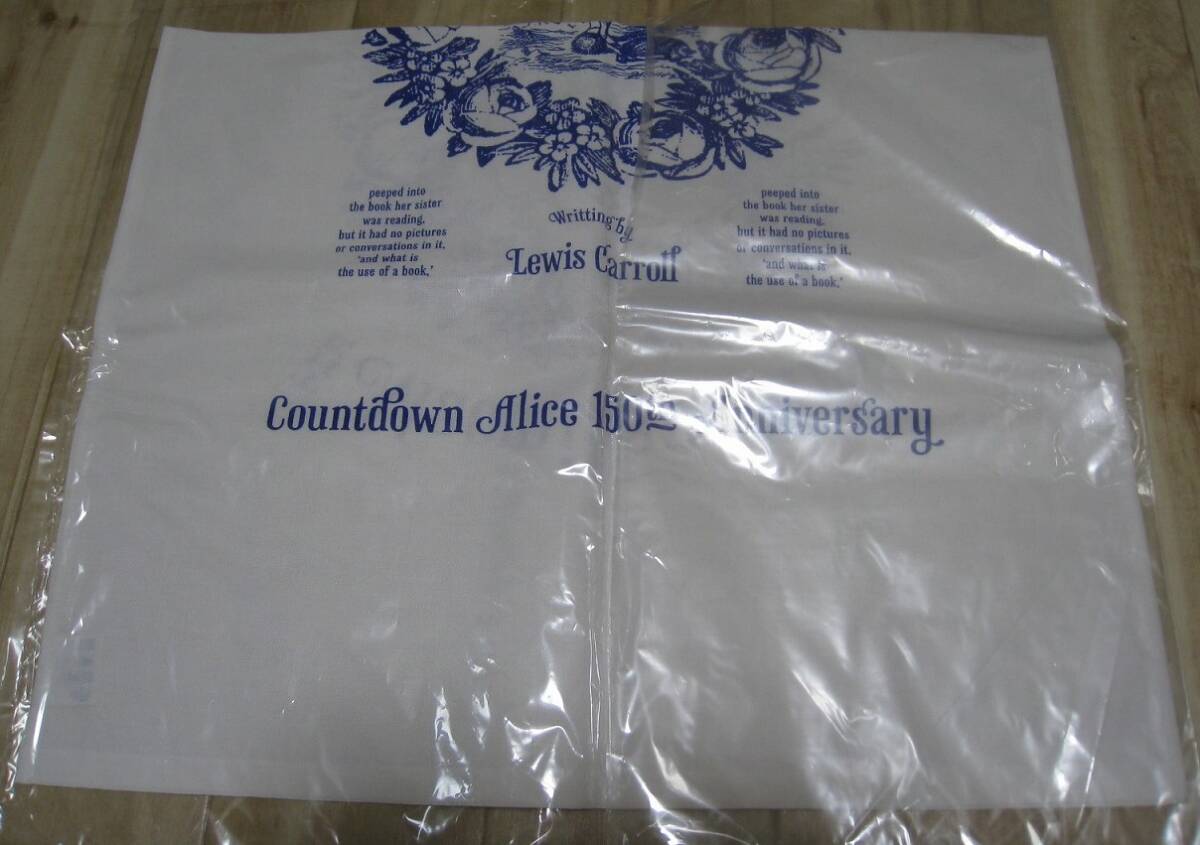 peeped into
the book her sister
was reading,
but it had no pictures
or conversations in it,
'and what is
the use of a book,'
Writting by
Lewis Carroll
peeped into
the book her sister
was reading,
but it had no pictures
or conversations in it,
'and what is
the use of a book,'
Countdown Alice 150th Anniversary